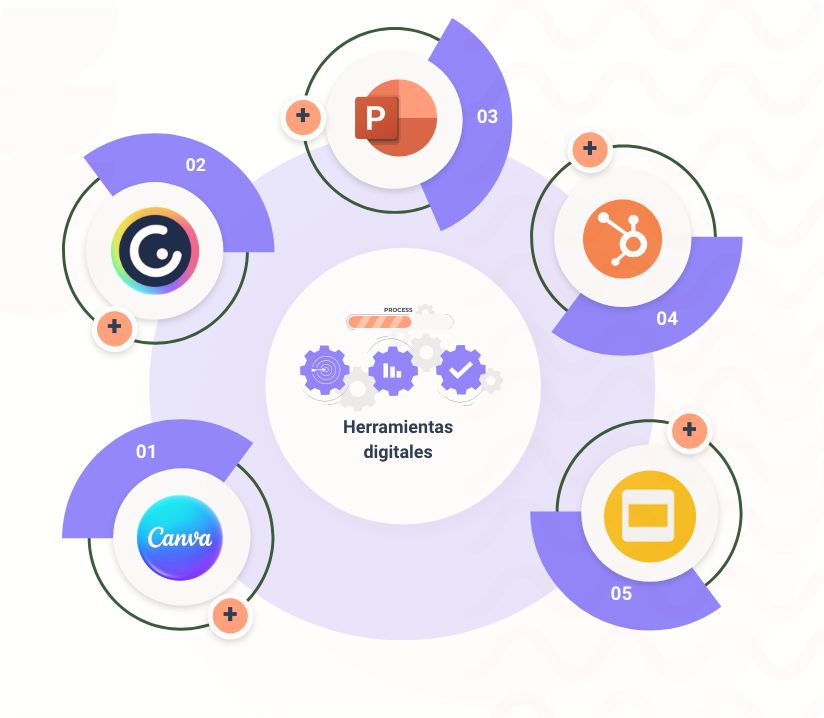 03
P
02
04
PROCESS
Herramientas
digitales
01
Canva
05